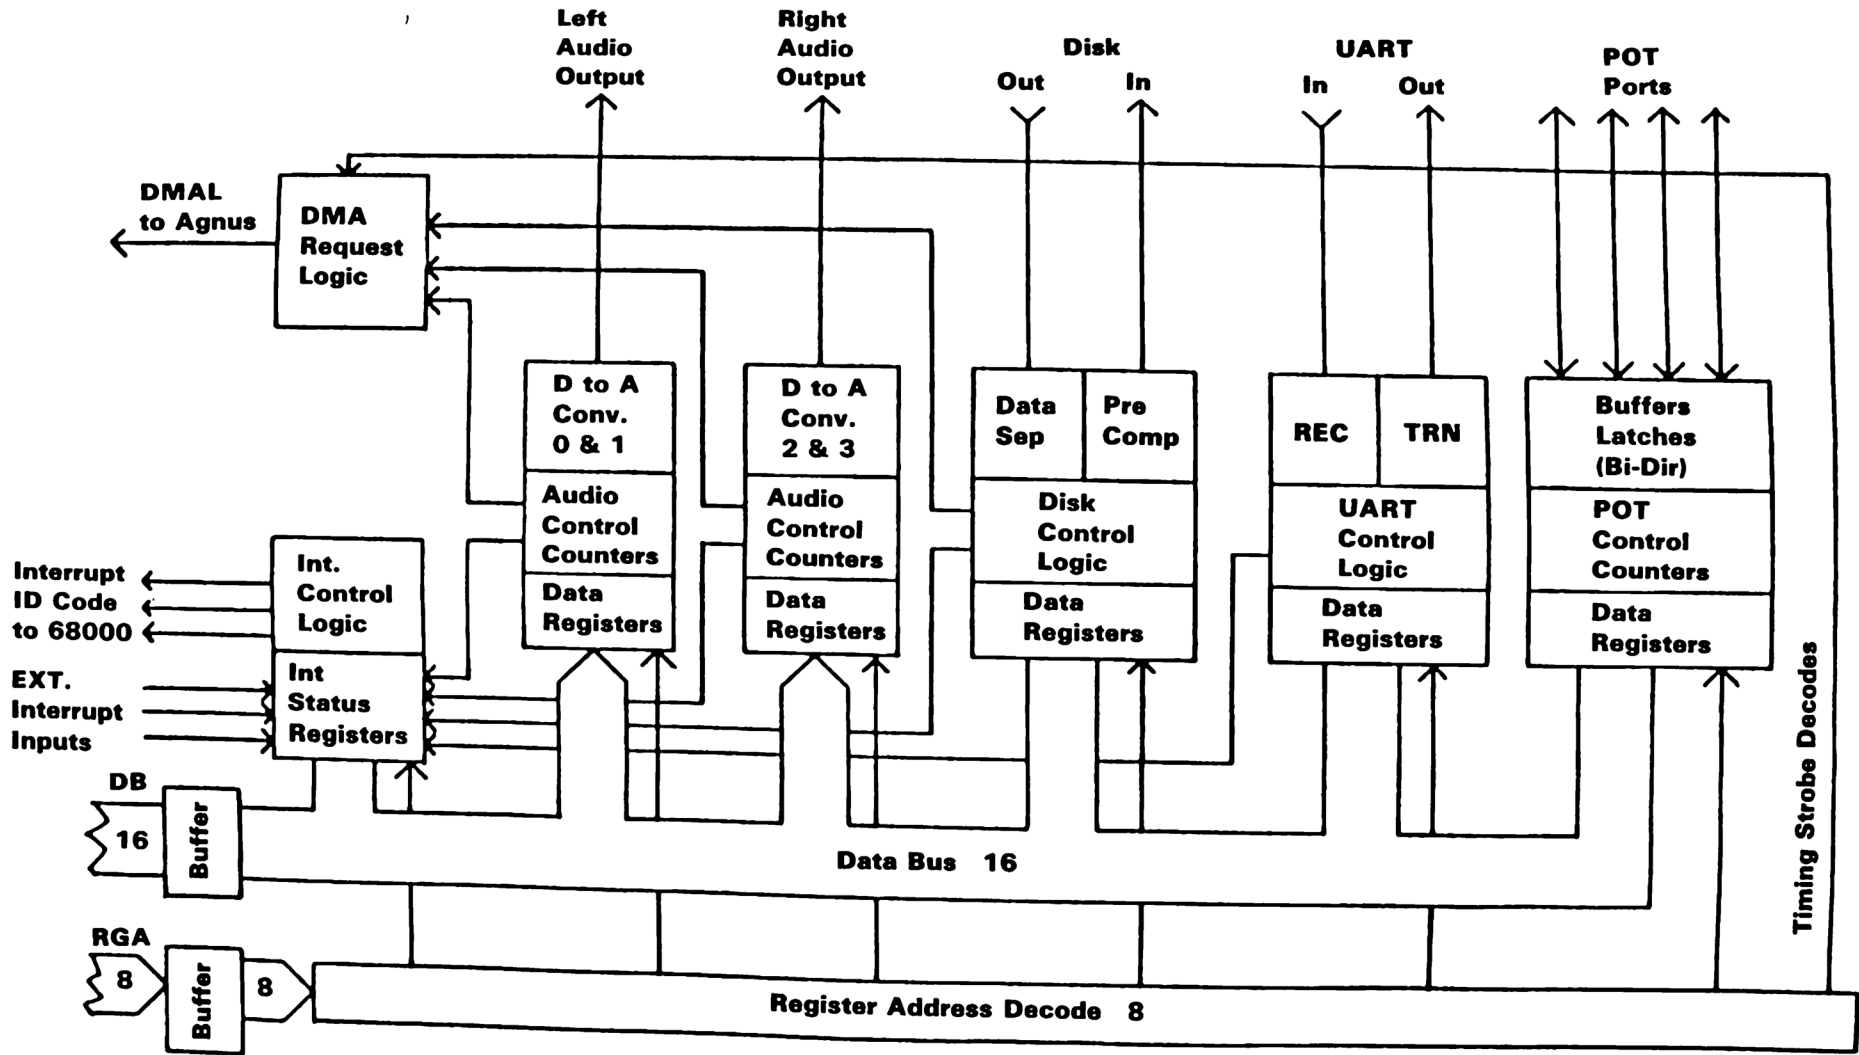 Left
Audio
Output
Right
Audio
Output
Disk
Out
In
UART
In
Out
POT
Ports
DMAL
to Agnus
DMA
Request
Logic
D to A
Conv.
0 & 1
Audio
Control
Counters
Data
Registers
D to A
Conv.
2 & 3
Audio
Control
Counters
Data
Registers
Data
Sep
Pre
Comp
Disk
Control
Logic
Data
Registers
REC
TRN
UART
Control
Logic
Data
Registers
Buffers
Latches
(Bi-Dir)
POT
Control
Counters
Data
Registers
Interrupt
ID Code
to 68000
Int.
Control
Logic
EXT.
Interrupt
Inputs
Int
Status
Registers
Timing Strobe Decodes
DB
16
Buffer
Data Bus 16
RGA
8
Buffer
8
Register Address Decode 8